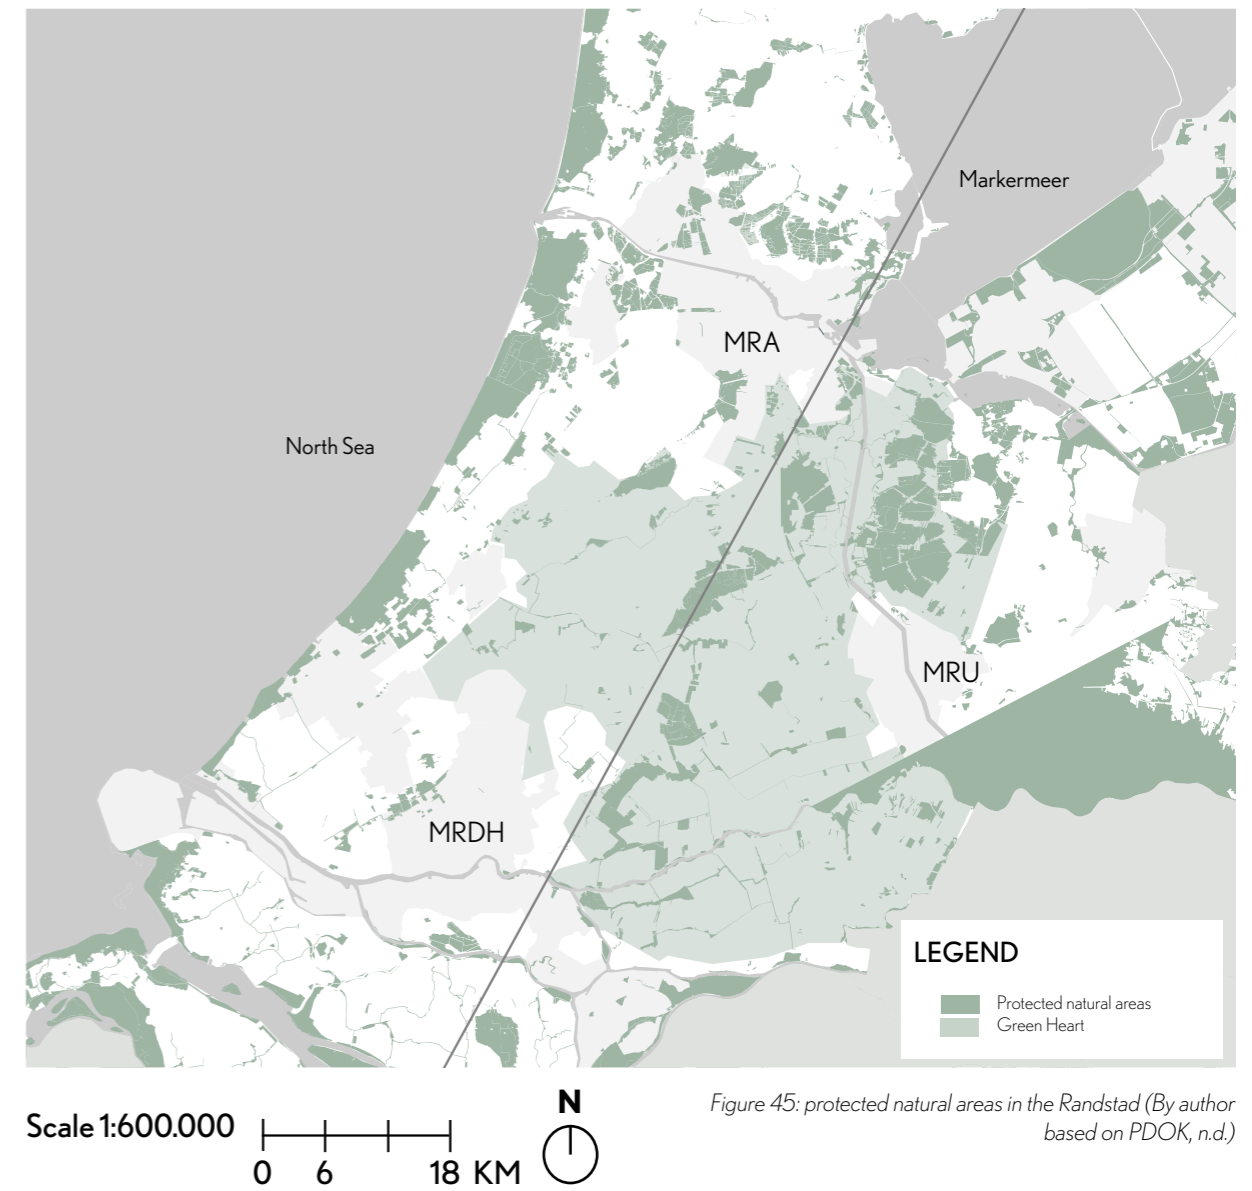 Markermeer
MRA
North Sea
MRU
MRDH
LEGEND
Protected natural areas
Green Heart
Scale 1:600.000
0 6 18 KM
N
Figure 45: protected natural areas in the Randstad (By author
based on PDOK, n.d.)